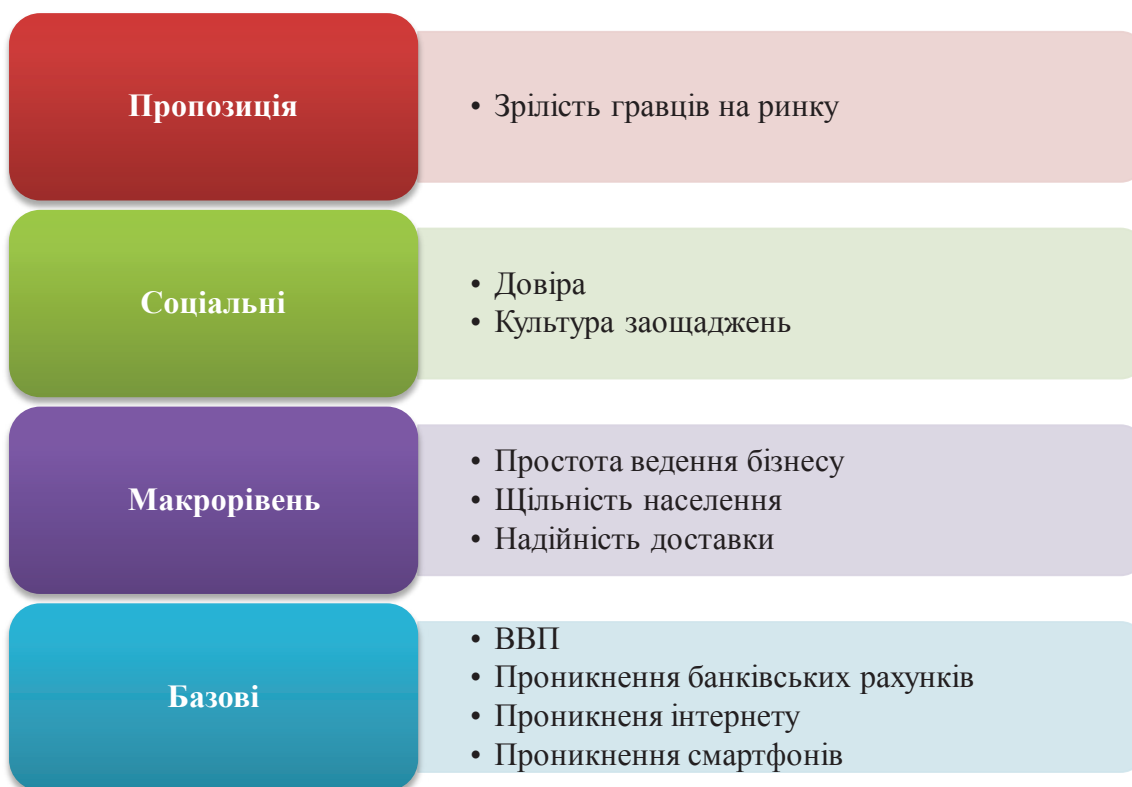 Пропозиція
• Зрілість гравців на ринку
Соціальні
• Довіра
• Культура заощаджень
Макрорівень
• Простота ведення бізнесу
• Щільність населення
• Надійність доставки
Базові
• ВВП
• Проникнення банківських рахунків
• Проникненя інтернету
• Проникнення смартфонів